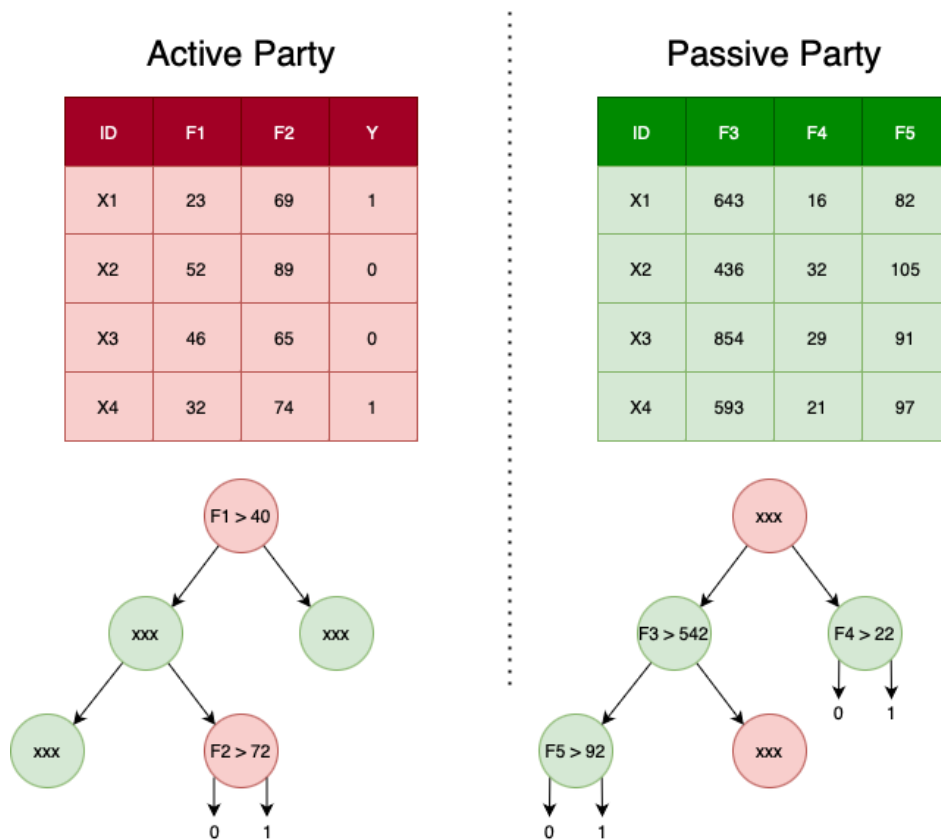 Active Party
Passive Party
ID F1 F2 Y
X1 23 69 1
X2 52 89 0
X3 46 65 0
X4 32 74 1
ID F3 F4 F5
X1 643 16 82
X2 436 32 105
X3 854 29 91
X4 593 21 97
F1 > 40
xxx
xxx
xxx
F2 > 72
0 1
xxx
F3 > 542
F4 > 22
0 1
F5 > 92
xxx
0 1